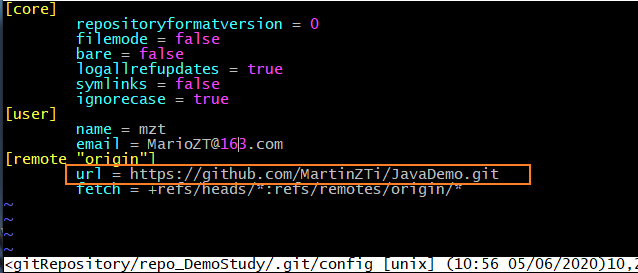 [core]
repositoryformatversion = 0
filemode = false
bare = false
logallrefupdates = true
symlinks = false
ignorecase = true
[user]
name = mzt
email = MarioZT@163.com
[remote "origin"]
url = https://github.com/MartinZTi/JavaDemo.git
fetch = +refs/heads/*:refs/remotes/origin/*
~
~
~
~
<gitRepository/repo_DemoStudy/.git/config [unix] (10:56 05/06/2020)10,2